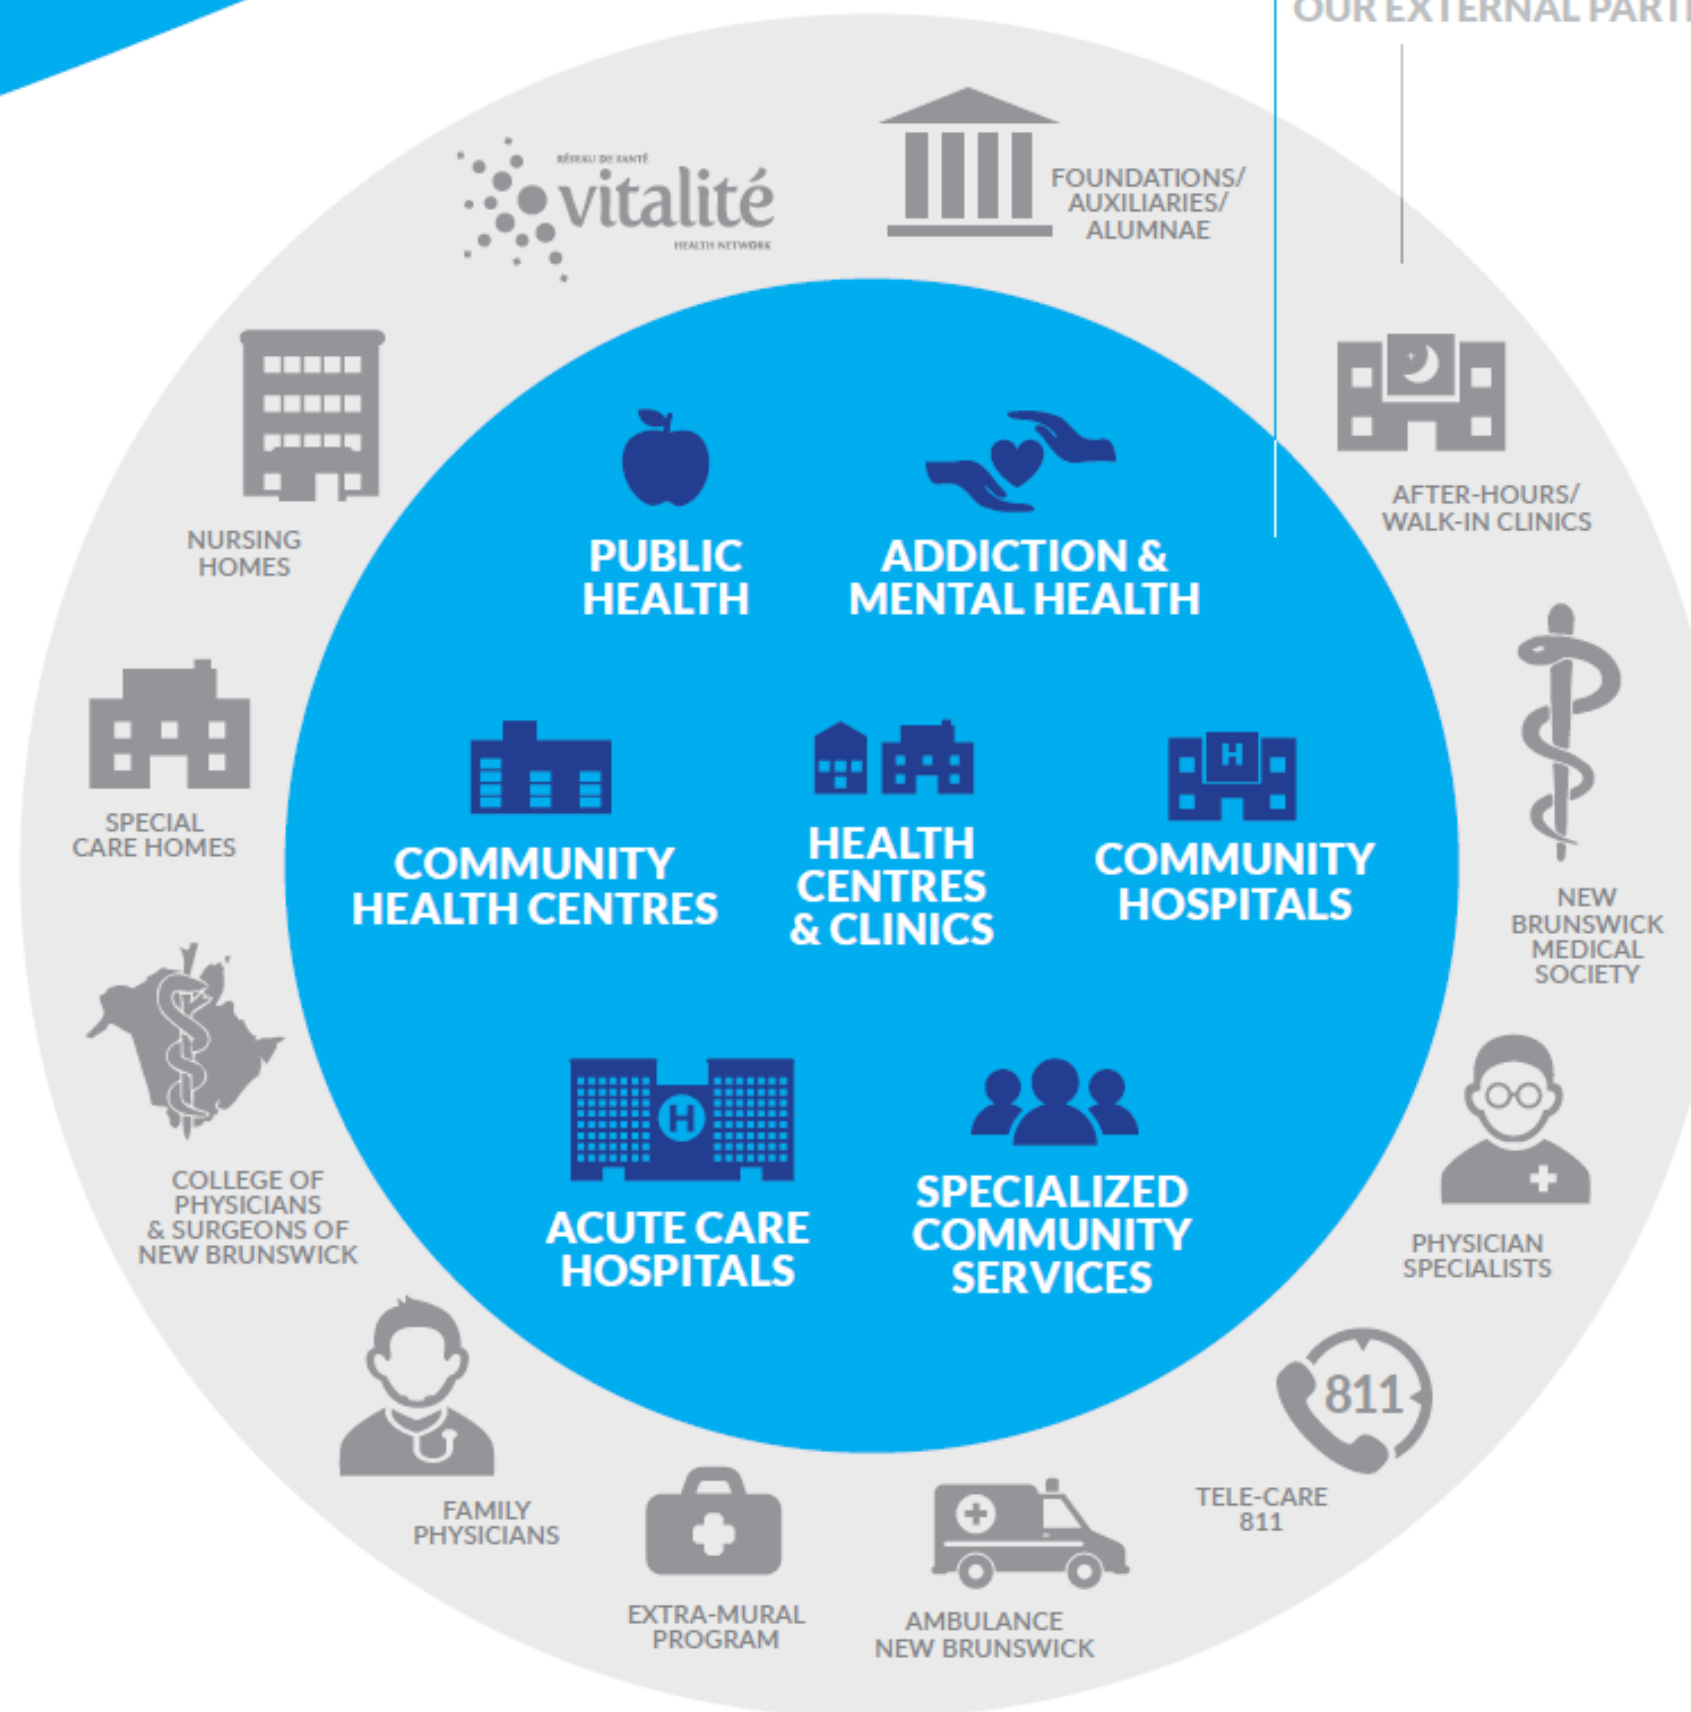 OUR EXTERNAL
RÉSEAU DE SANTÉ
vitalité
HEALTH NETWORK
FOUNDATIONS/
AUXILIARIES/
ALUMNAE
AFTER-HOURS/
WALK-IN CLINICS
NURSING
HOMES
PUBLIC
HEALTH
ADDICTION &
MENTAL HEALTH
SPECIAL
CARE HOMES
COMMUNITY
HEALTH CENTRES
HEALTH
CENTRES
& CLINICS
H
COMMUNITY
HOSPITALS
NEW
BRUNSWICK
MEDICAL
SOCIETY
COLLEGE OF
PHYSICIANS
& SURGEONS OF
NEW BRUNSWICK
H
ACUTE CARE
HOSPITALS
SPECIALIZED
COMMUNITY
SERVICES
PHYSICIAN
SPECIALISTS
811
TELE-CARE
811
FAMILY
PHYSICIANS
EXTRA-MURAL
PROGRAM
AMBULANCE
NEW BRUNSWICK